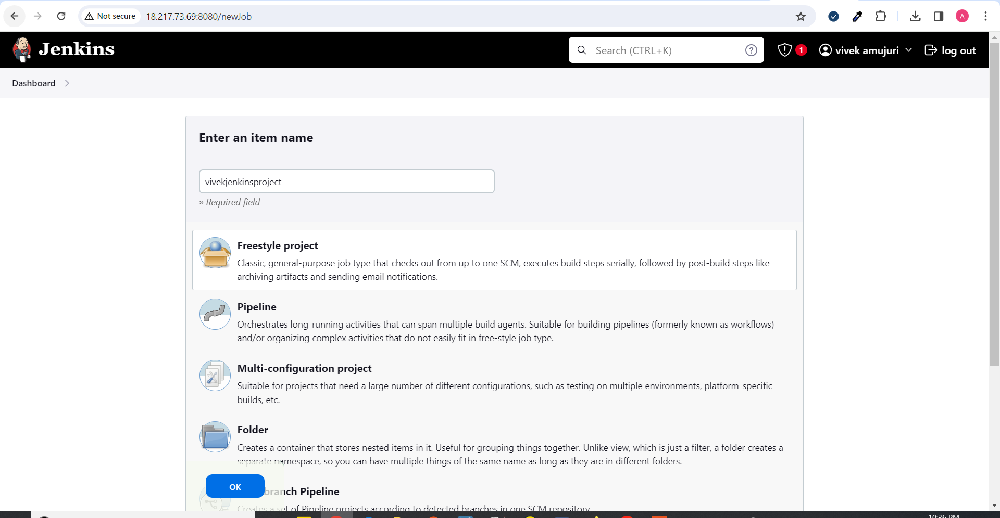 Not secure
18.217.73.69:8080/newJob
A
Jenkins
Search (CTRL+K)
?
1
vivek amujuri
log out
Dashboard
Enter an item name
vivekjenkinsproject
» Required field
Freestyle project
Classic, general-purpose job type that checks out from up to one SCM, executes build steps serially, followed by post-build steps like
archiving artifacts and sending email notifications.
Pipeline
Orchestrates long-running activities that can span multiple build agents. Suitable for building pipelines (formerly known as workflows)
and/or organizing complex activities that do not easily fit in free-style job type.
Multi-configuration project
Suitable for projects that need a large number of different configurations, such as testing on multiple environments, platform-specific
builds, etc.
Folder
Creates a container that stores nested items in it. Useful for grouping things together. Unlike view, which is just a filter, a folder creates a
separate namespace, so you can have multiple things of the same name as long as they are in different folders.
OK
branch Pipeline
Creates a set of Pipeline projects according to detected branches in one SCM repository.
10:36 PM